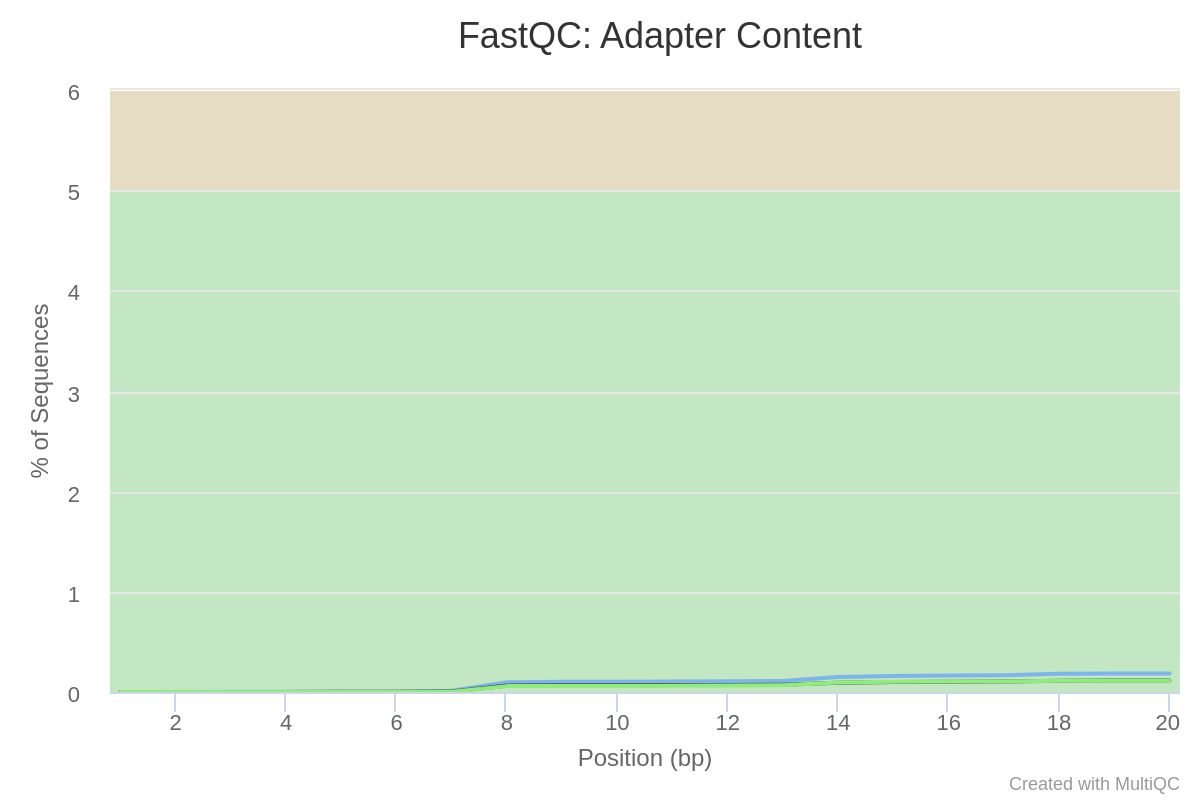 FastQC: Adapter Content
6
5
4
3
2
1
0
% of Sequences
2 4 6 8 10 12 14 16 18 20
Position (bp)
Created with MultiQC